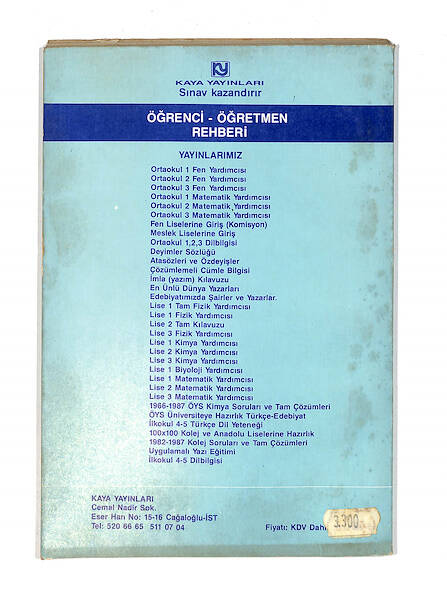 KAYA YAYINLARI
Sınav kazandırır
ÖĞRENCİ - ÖĞRETMEN
REHBERİ
YAYINLARIMIZ
Ortaokul 1 Fen Yardımcısı
Ortaokul 2 Fen Yardımcısı
Ortaokul 3 Fen Yardımcısı
Ortaokul 1 Matematik Yardımcısı
Ortaokul 2 Matematik Yardımcısı
Ortaokul 3 Matematik Yardımcısı
Fen Liselerine Giriş (Komisyon)
Meslek Liselerine Giriş
Ortaokul 1,2,3 Dilbilgisi
Deyimler Sözlüğü
Atasözleri ve Özdeyişler
Çözümlemeli Cümle Bilgisi
İmla (yazım) Kılavuzu
En Ünlü Dünya Yazarları
Edebiyatımızda Şairler ve Yazarlar.
Lise 1 Tam Fizik Yardımcısı
Lise 1 Fizik Yardımcısı
Lise 2 Tam Kılavuzu
Lise 3 Fizik Yardımcısı
Lise 1 Kimya Yardımcısı
Lise 2 Kimya Yardımcısı
Lise 3 Kimya Yardımcısı
Lise 1 Biyoloji Yardımcısı
Lise 1 Matematik Yardımcısı
Lise 2 Matematik Yardımcısı
Lise 3 Matematik Yardımcısı
1966-1987 ÖYS Kimya Soruları ve Tam Çözümleri
ÖYS Üniversiteye Hazırlık Türkçe-Edebiyat
İlkokul 4-5 Türkçe Dil Yeteneği
100x100 Kolej ve Anadolu Liselerine Hazırlık
1982-1987 Kolej Soruları ve Tam Çözümleri
Uygulamalı Yazı Eğitimi
İlkokul 4-5 Dilbilgisi
KAYA YAYINLARI
Cemal Nadir Sok.
Eser Han No: 15-16 Cağaloğlu-İST
Tel: 520 66 65 511 07 04
Fiyatı: KDV Dahi
3.300